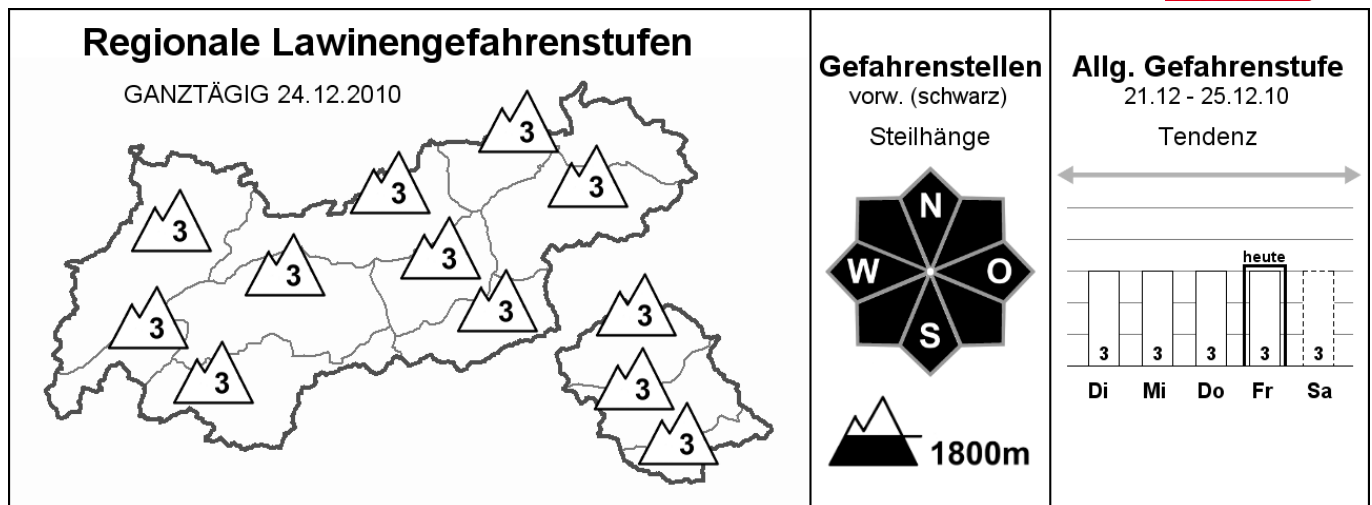 Regionale Lawinengefahrenstufen
GANZTÄGIG 24.12.2010
3
3
3
3
3
3
3
3
3
3
3
3
Gefahrenstellen
vorw. (schwarz)
Steilhänge
N
W O
S
1800m
Allg. Gefahrenstufe
21.12 - 25.12.10
Tendenz
heute
3 3 3 3 3
Di Mi Do Fr Sa